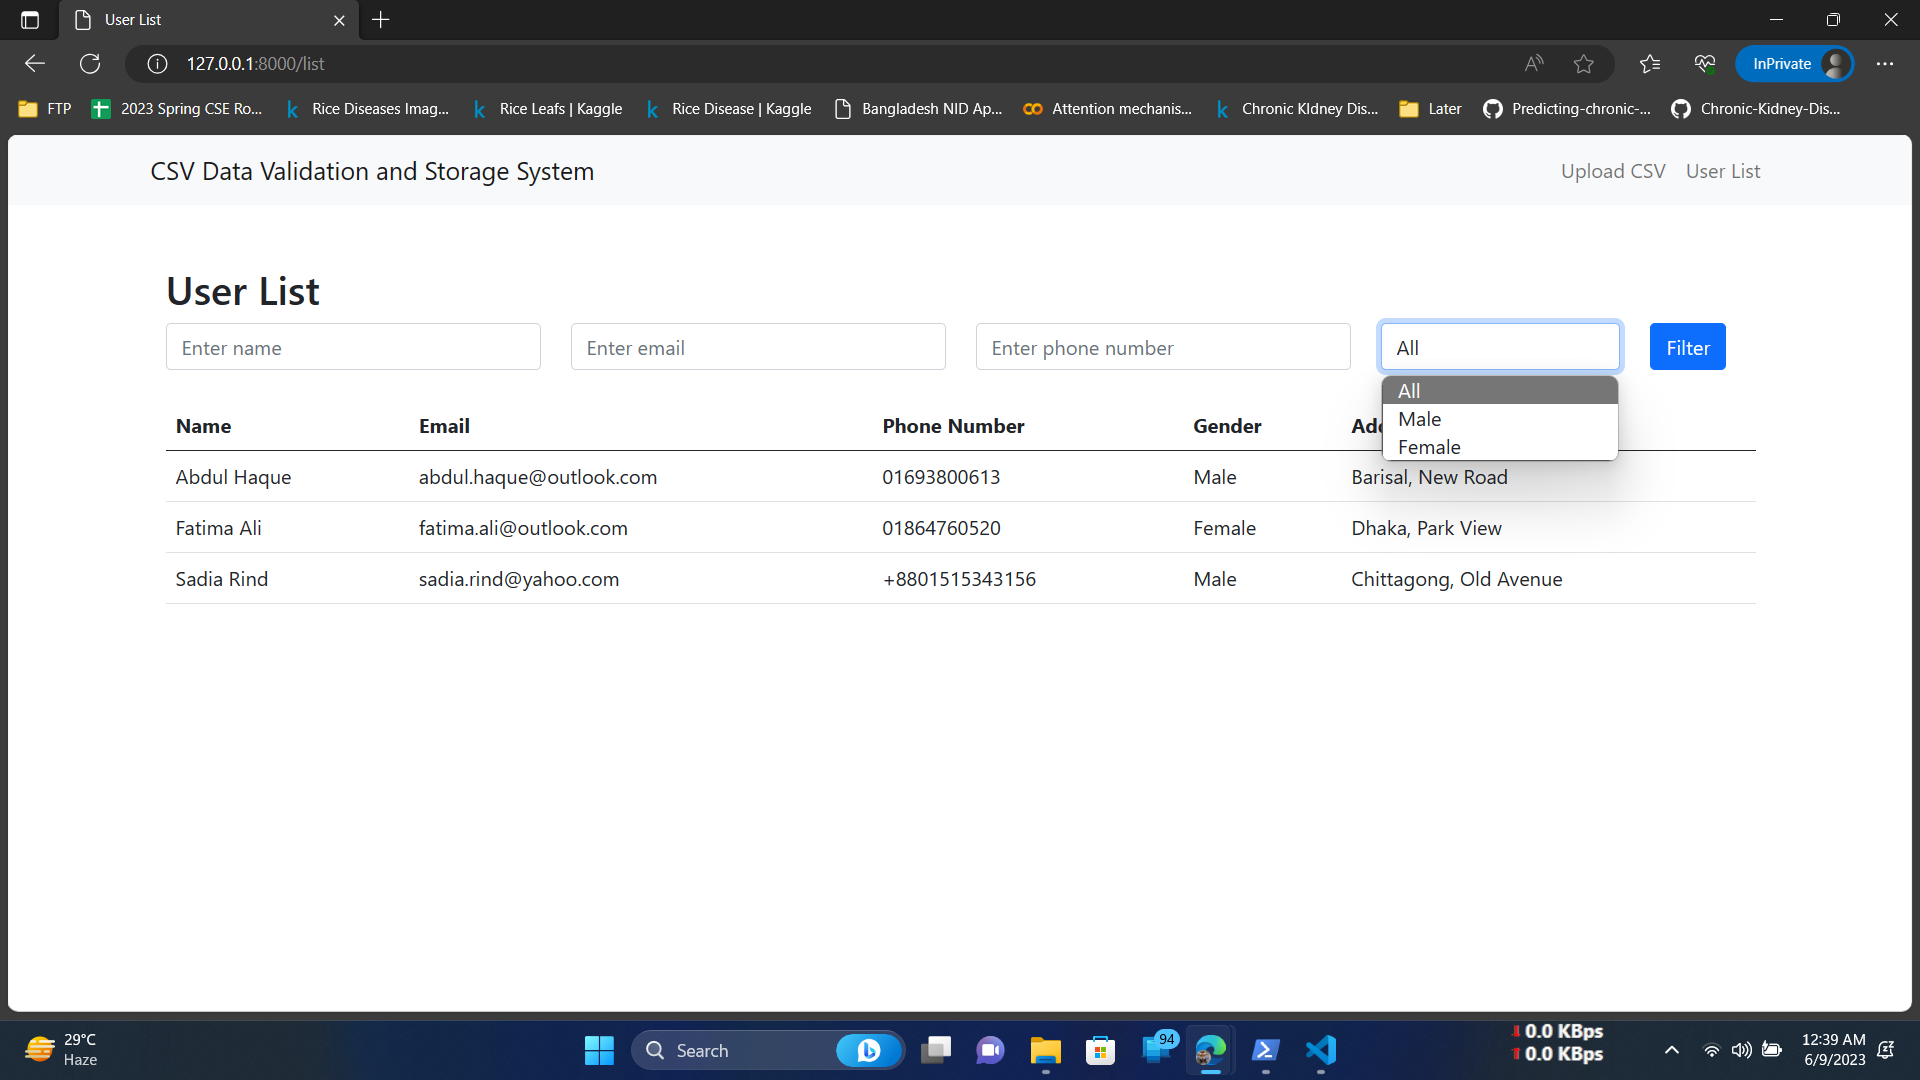 User List
127.0.0.1:8000/list
InPrivate
FTP 2023 Spring CSE Ro... Rice Diseases Imag... Rice Leafs | Kaggle Rice Disease | Kaggle Bangladesh NID Ap... Attention mechanis... Chronic KIdney Dis... Later Predicting-chronic-... Chronic-Kidney-Dis...
CSV Data Validation and Storage System Upload CSV User List
User List
Enter name Enter email Enter phone number All Filter
All
Male
Female
Name Email Phone Number Gender
Abdul Haque abdul.haque@outlook.com 01693800613 Male Barisal, New Road
Fatima Ali fatima.ali@outlook.com 01864760520 Female Dhaka, Park View
Sadia Rind sadia.rind@yahoo.com +8801515343156 Male Chittagong, Old Avenue
29°C
Haze
Search
94
0.0 KBps
0.0 KBps
12:39 AM
6/9/2023